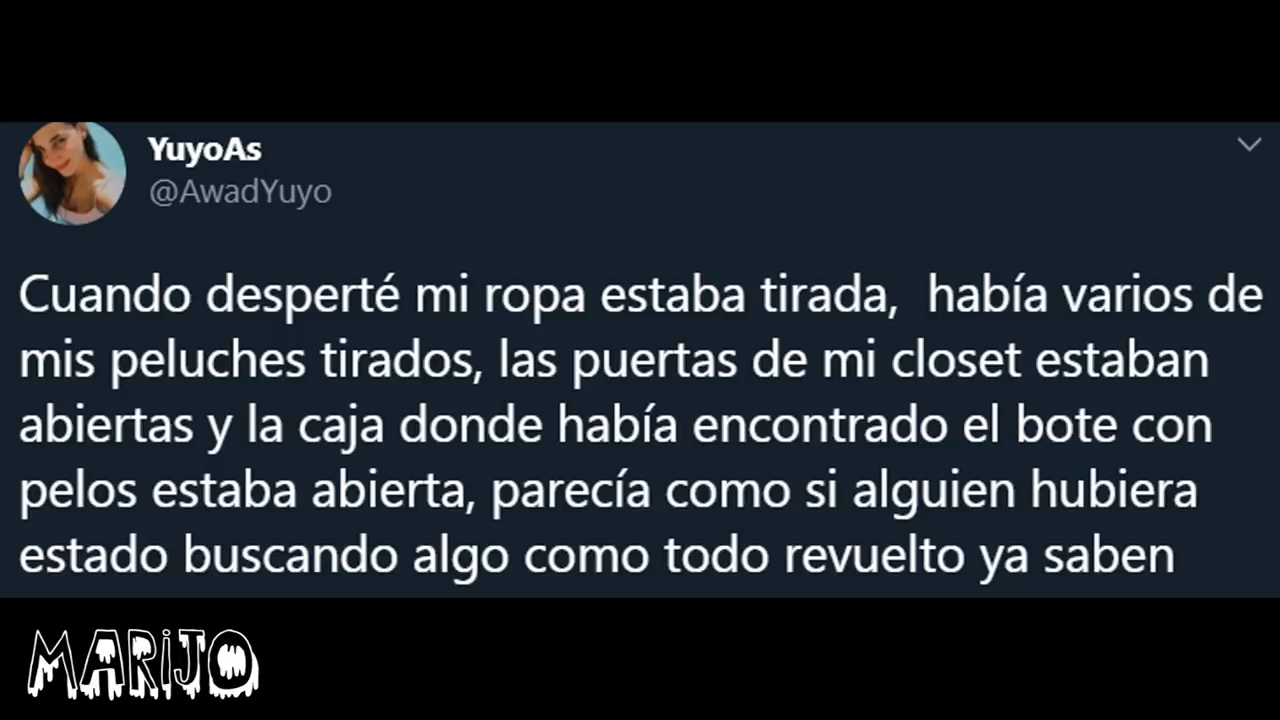 YuyoAs
@AwadYuyo
Cuando desperté mi ropa estaba tirada,  había varios de
mis peluches tirados, las puertas de mi closet estaban
abiertas y la caja donde había encontrado el bote con
pelos estaba abierta, parecía como si alguien hubiera
estado buscando algo como todo revuelto ya saben
MARIJO